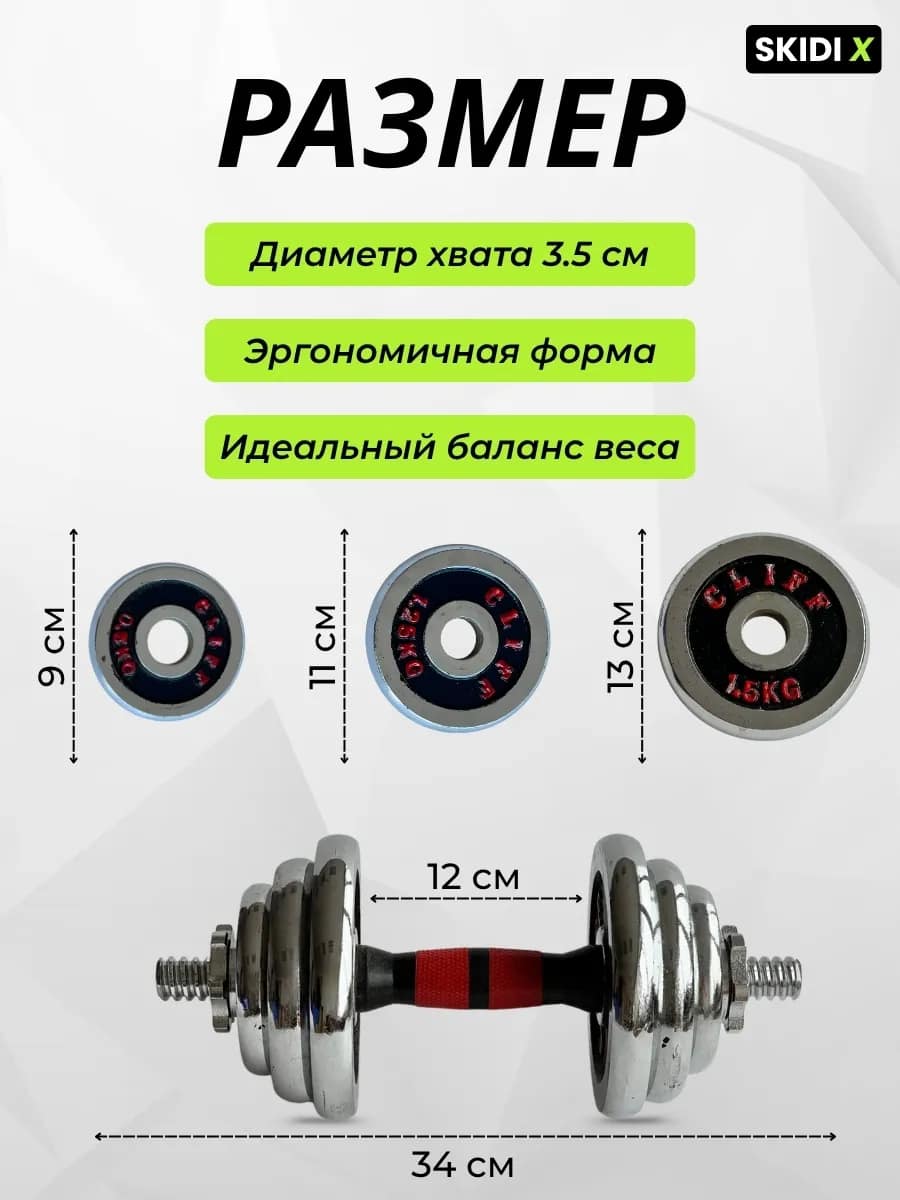 SKIDI X
РАЗМЕР
Диаметр хвата 3.5 см
Эргономичная форма
Идеальный баланс веса
9 см
11 см
13 см
CLIFF
CLIFF
1.25KG
CLIFF
1.5KG
12 см
34 см